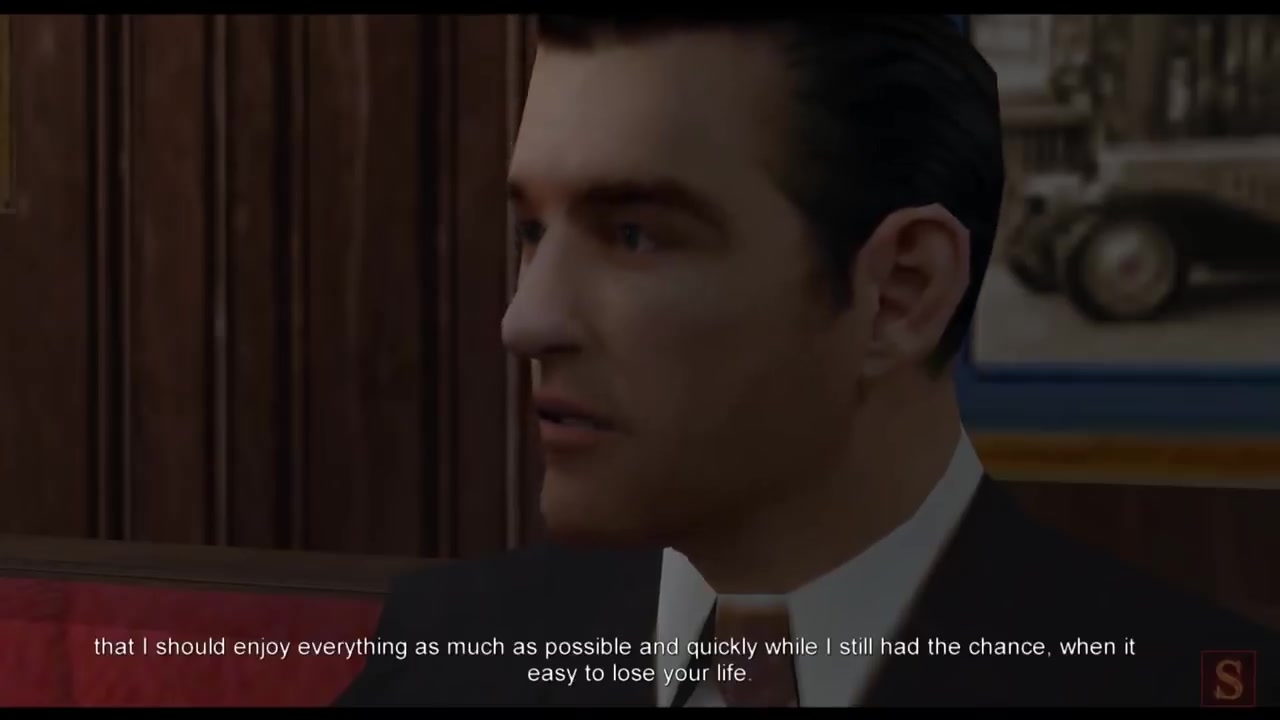 that I should enjoy everything as much as possible and quickly while I still had the chance, when it
easy to lose your life.
S